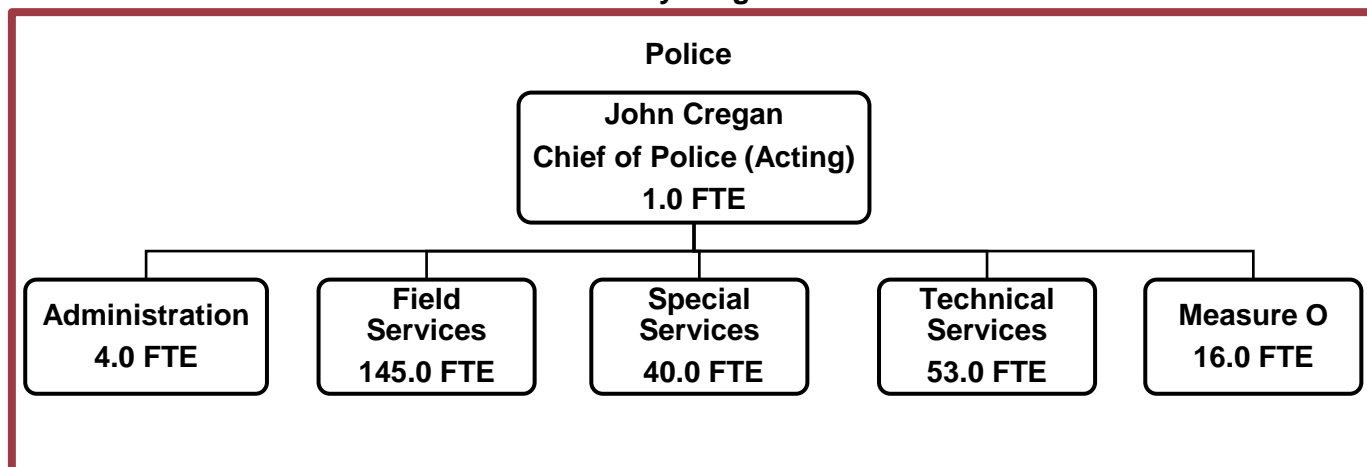 Police
John Cregan
Chief of Police (Acting)
1.0 FTE
Administration
4.0 FTE
Field
Services
145.0 FTE
Special
Services
40.0 FTE
Technical
Services
53.0 FTE
Measure O
16.0 FTE